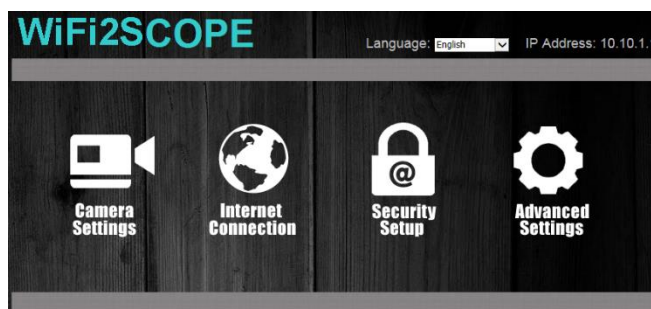 WiFi2SCOPE
Language: English IP Address: 10.10.1.
Camera
Settings
Internet
Connection
@
Security
Setup
Advanced
Settings